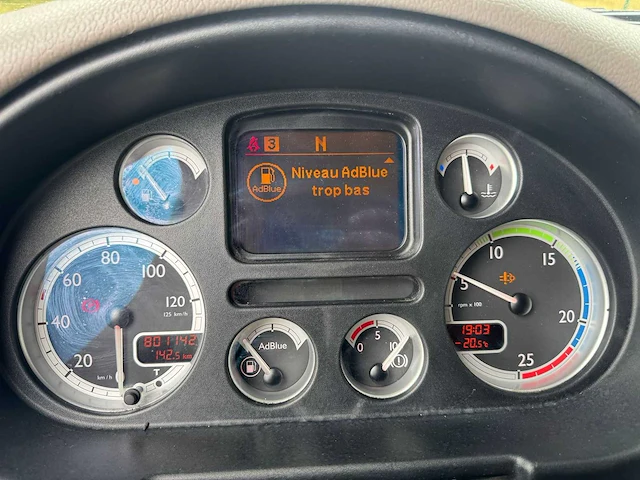 3 N
Niveau AdBlue
trop bas
AdBlue
20
40
60
80
100
120
125 km/h
km/h
801142
142.5 km
T
AdBlue
0 5 10
5
10
15
20
25
rpm x 100
19:03
-20.5°c